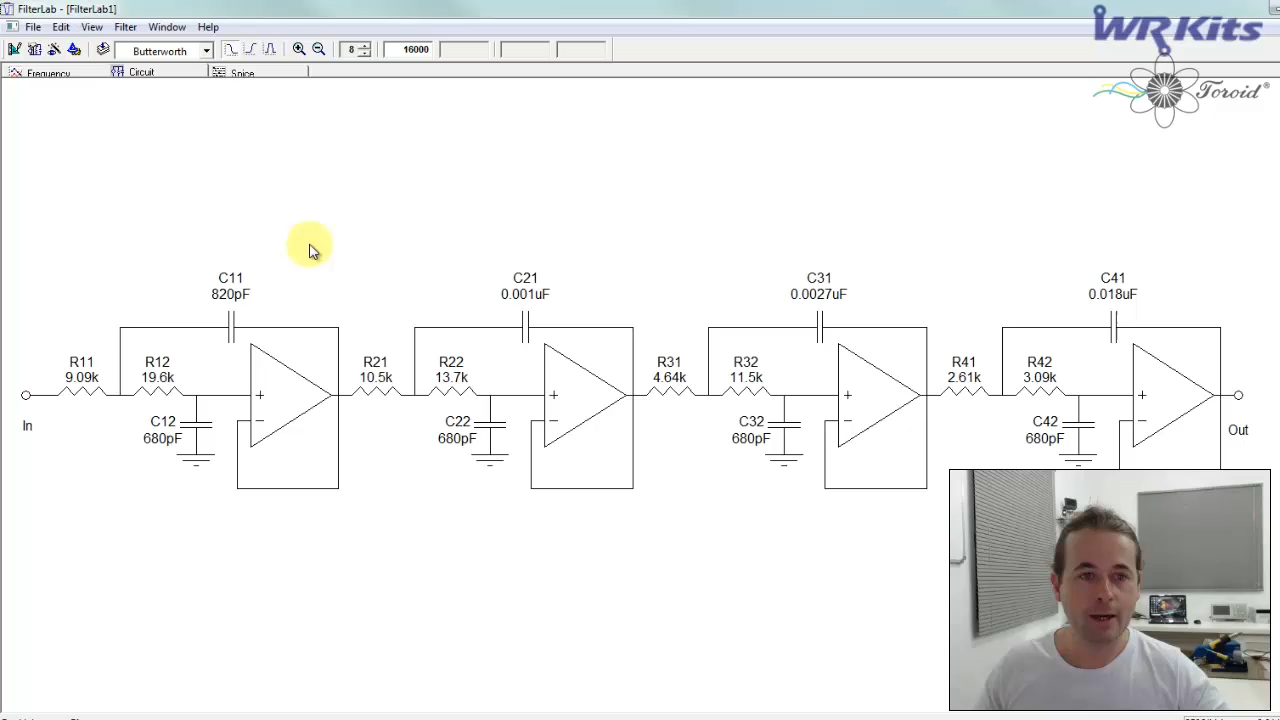 FilterLab - [FilterLab1]
File Edit View Filter Window Help
Butterworth 8 16000
Frequency Circuit Spice
WR Kits
Toroid®
C11 C21 C31 C41
820pF 0.001uF 0.0027uF 0.018uF
R11 R12 R21 R22 R31 R32 R41 R42
9.09k 19.6k 10.5k 13.7k 4.64k 11.5k 2.61k 3.09k
+ + + +
In C12 C22 C32 C42 Out
680pF 680pF 680pF 680pF